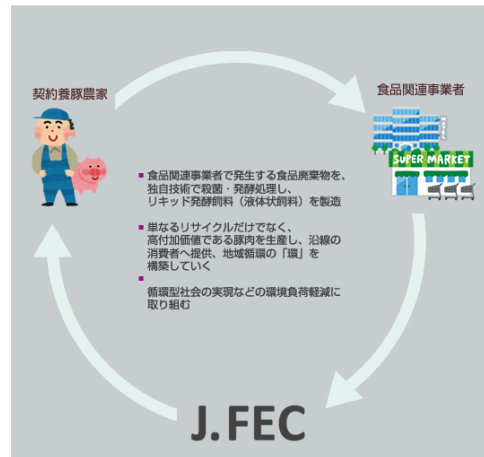 契約養豚農家
食品関連事業者
SUPER MARKET
■ 食品関連事業者で発生する食品廃棄物を、
独自技術で殺菌・発酵処理し、
リキッド発酵飼料（液体状飼料）を製造
■ 単なるリサイクルだけでなく、
高付加価値である豚肉を生産し、沿線の
消費者へ提供、地域循環の「環」を
構築していく
■
循環型社会の実現などの環境負荷軽減に
取り組む
J.FEC